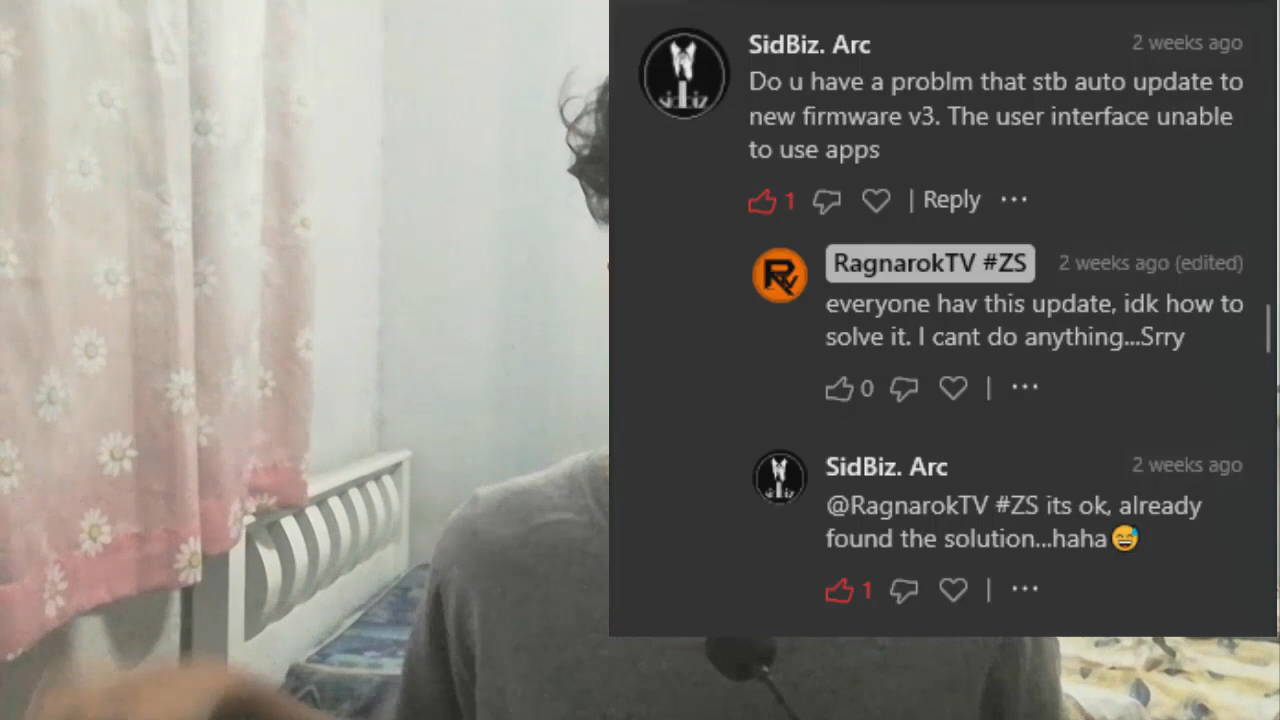 SidBiz. Arc 2 weeks ago
Do u have a problm that stb auto update to
new firmware v3. The user interface unable
to use apps
1 | Reply ...
RagnarokTV #ZS 2 weeks ago (edited)
everyone hav this update, idk how to
solve it. I cant do anything...Srry
0 | ...
SidBiz. Arc 2 weeks ago
@RagnarokTV #ZS its ok, already
found the solution...haha😅
1 | ...